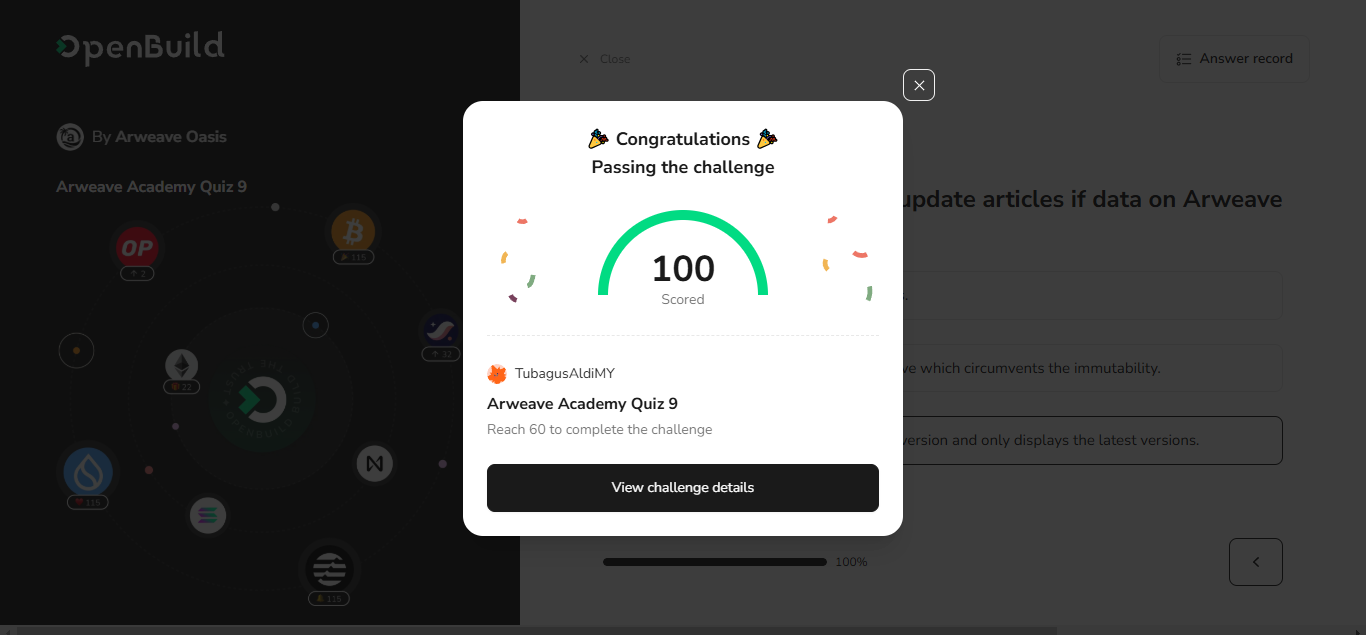 OpenBuild
By Arweave Oasis
Arweave Academy Quiz 9
OP
2
115
32
22
115
115
100%
Close
Answer record
update articles if data on Arweave
ve which circumvents the immutability.
version and only displays the latest versions.
Congratulations
Passing the challenge
100
Scored
TubagusAldiMY
Arweave Academy Quiz 9
Reach 60 to complete the challenge
View challenge details